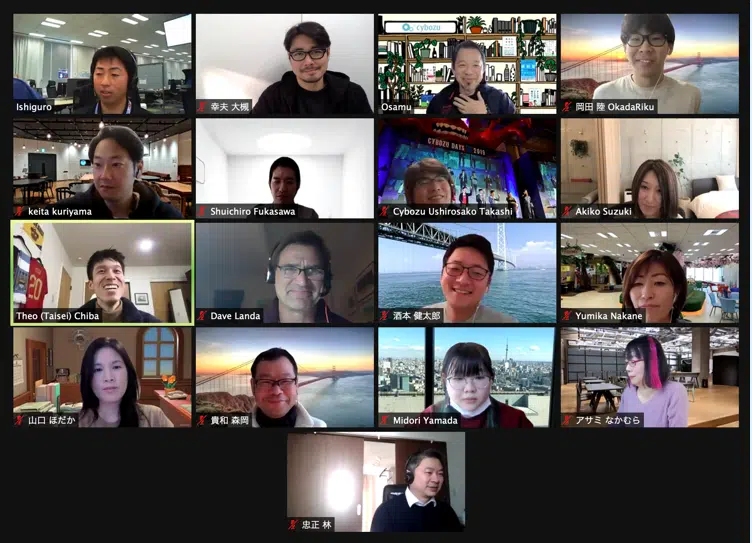 Ishiguro
幸夫 大槻
cybozu
Osamu
岡田 陸 OkadaRiku
keita kuriyama
Shuichiro Fukasawa
CYBOZU DAYS 2019
Cybozu Ushirosako Takashi
Akiko Suzuki
20
Theo (Taisei) Chiba
Dave Landa
酒本 健太郎
Yumika Nakane
山口 ほだか
貴和 森岡
Midori Yamada
アサミ なかむら
忠正 林